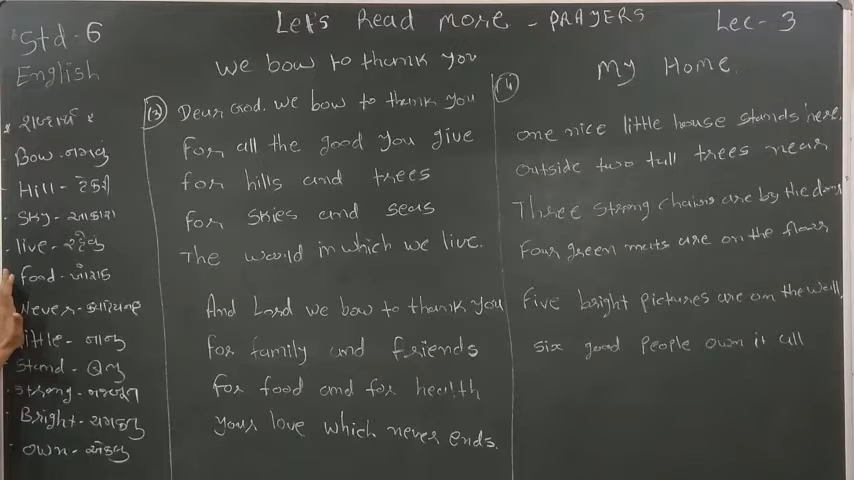 Let's Read more - PRAYERS
Lec - 3
Std - 6
English
* શબ્દાર્થ *
- Bow - નમવુ
- Hill - ટેકરી
- Sky - આકાશ
- live - રહેવું
- Food - ખોરાક
Never - ક્યારેય નહિ
little - નાનુ
Stand - ઉભુ
Strong - મજબૂત
- Bright - ચમકતુ
- Own -
We bow to thank you
(3) Dear God. we bow to thank you
For all the good you give
for hills and trees
for skies and seas
The world in which we live.
And Lord we bow to thank you
For family and friends
for food and for health
your love which never ends.
(4) My Home.
One nice little house stands here.
Outside two tall trees near
Three strong chairs are by the door
Four green mats are on the floor
Five bright pictures are on the wall.
six good people own it all